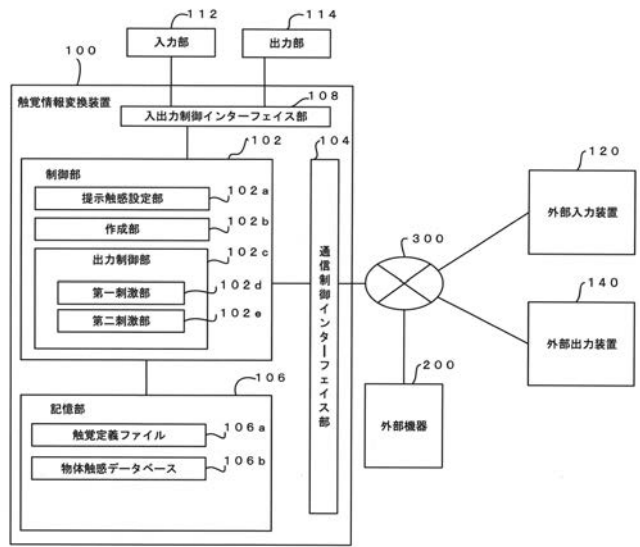 112
入力部
114
出力部
100
触覚情報変換装置
108
入出力制御インターフェイス部
102
104
制御部
提示触感設定部
102a
作成部
102b
102c
出力制御部
第一刺激部
102d
第二刺激部
102e
通信制御インターフェイス部
300
120
外部入力装置
140
外部出力装置
200
外部機器
106
記憶部
触覚定義ファイル
106a
物体触感データベース
106b